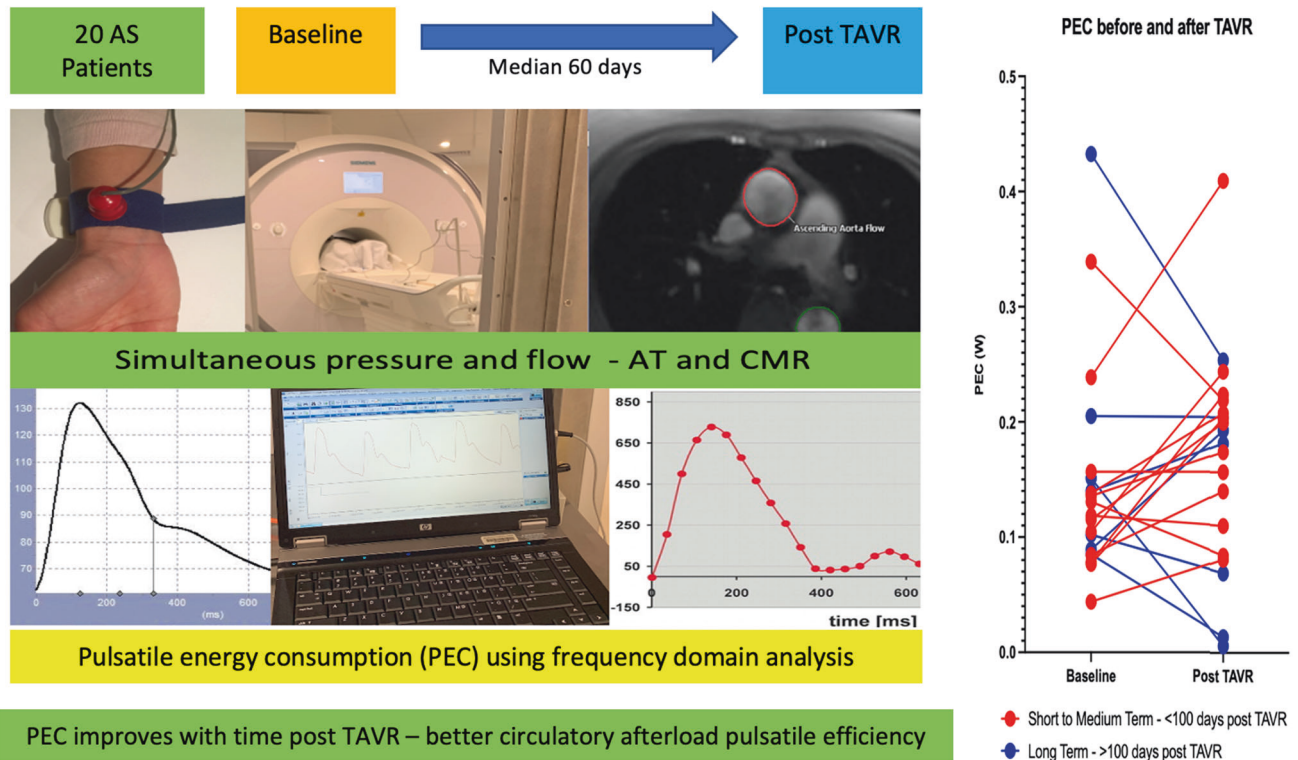 20 AS
Patients
Baseline
Median 60 days
Post TAVR
SIEMENS
Ascending Aorta Flow
Simultaneous pressure and flow - AT and CMR
130
120
110
100
90
80
70
0
200
400
600
(ms)
hp
850
650
450
250
50
-150
0
200
400
600
time [ms]
Pulsatile energy consumption (PEC) using frequency domain analysis
PEC improves with time post TAVR – better circulatory afterload pulsatile efficiency
PEC before and after TAVR
PEC (W)
0.5
0.4
0.3
0.2
0.1
0.0
Baseline
Post TAVR
Short to Medium Term - <100 days post TAVR
Long Term - >100 days post TAVR